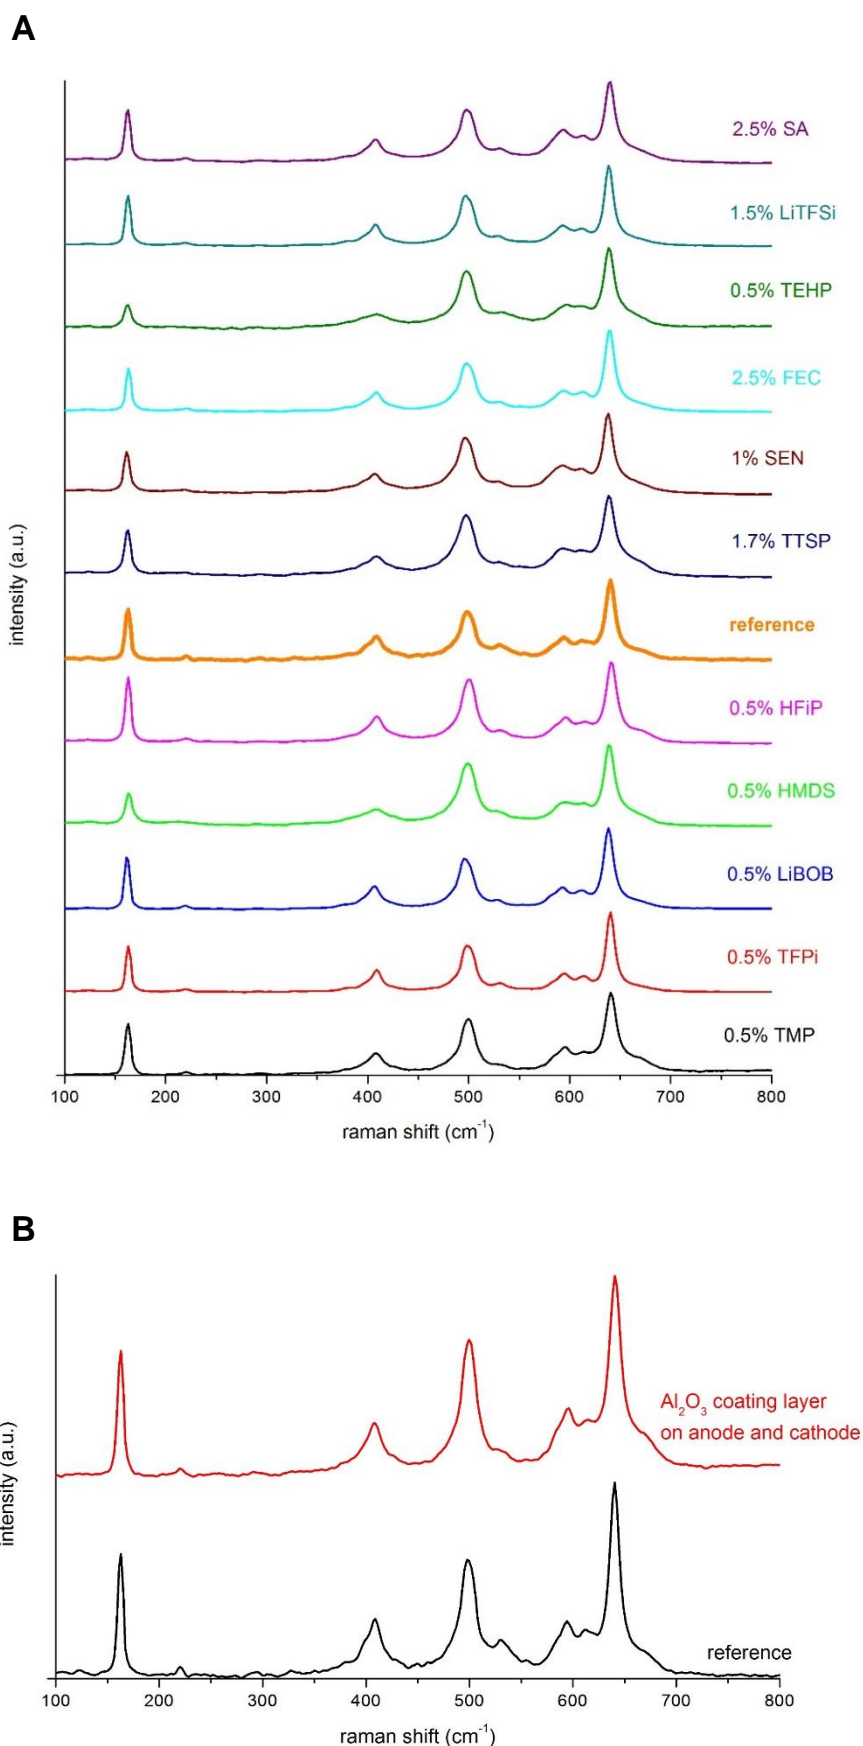 A
2.5% SA
1.5% LiTFSi
0.5% TEHP
2.5% FEC
1% SEN
1.7% TTSP
reference
0.5% HFiP
0.5% HMDS
0.5% LiBOB
0.5% TFPi
0.5% TMP
intensity (a.u.)
100 200 300 400 500 600 700 800
raman shift (cm⁻¹)
B
Al₂O₃ coating layer
on anode and cathode
reference
intensity (a.u.)
100 200 300 400 500 600 700 800
raman shift (cm⁻¹)